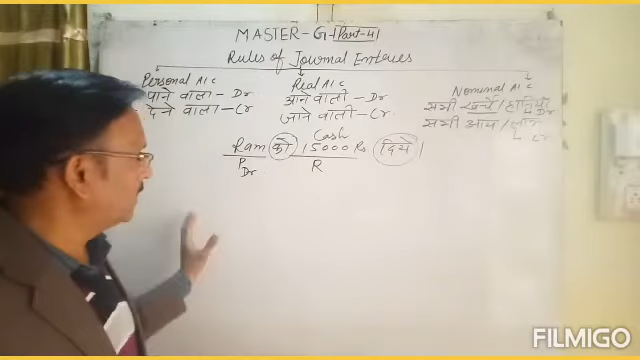 MASTER-G Part-4
Rules of Journal Entries
Personal A/c
पाने वाला - Dr
देने वाला - Cr
Real A/c
आने वाली - Dr
जाने वाली - Cr
Nominal A/c
सभी खर्चे/हानियाँ
Dr
सभी आय/लाभ
Cr
Cash
Ram को 15000 Rs दिये।
P R
Dr
FILMIGO